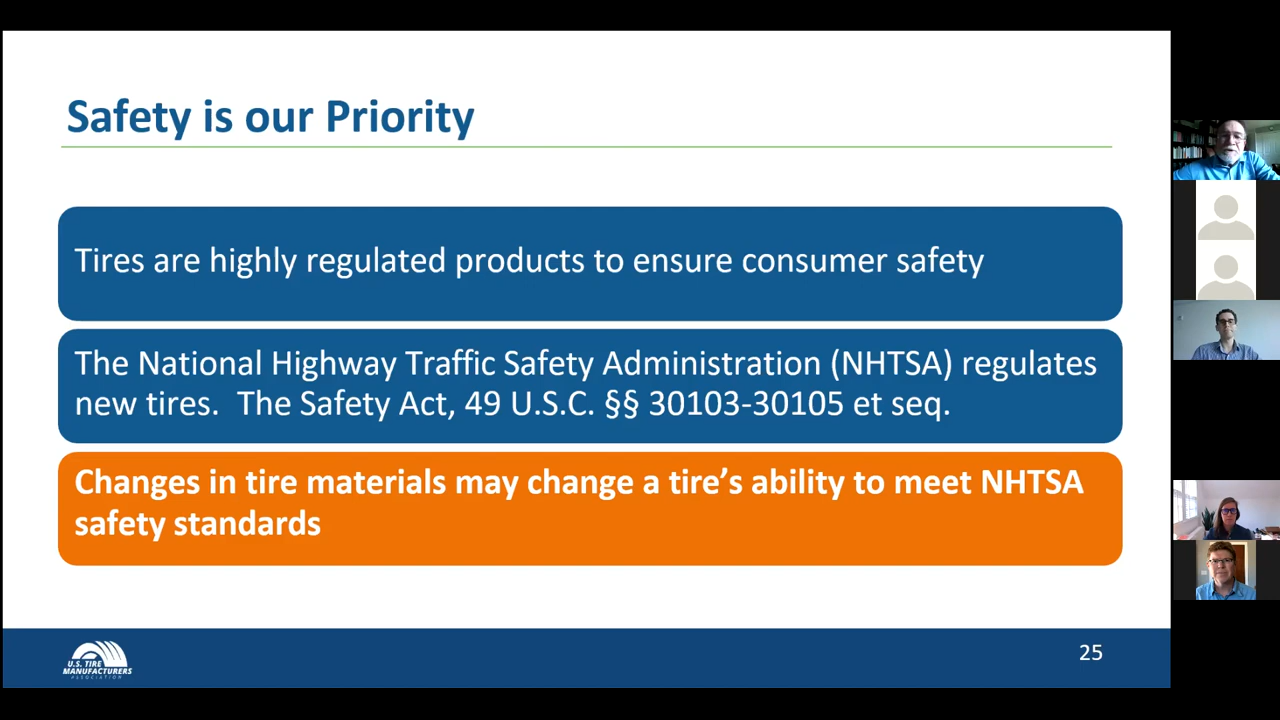 Safety is our Priority
Tires are highly regulated products to ensure consumer safety
The National Highway Traffic Safety Administration (NHTSA) regulates
new tires.  The Safety Act, 49 U.S.C. §§ 30103-30105 et seq.
Changes in tire materials may change a tire’s ability to meet NHTSA
safety standards
U.S. TIRE
MANUFACTURERS
ASSOCIATION
25